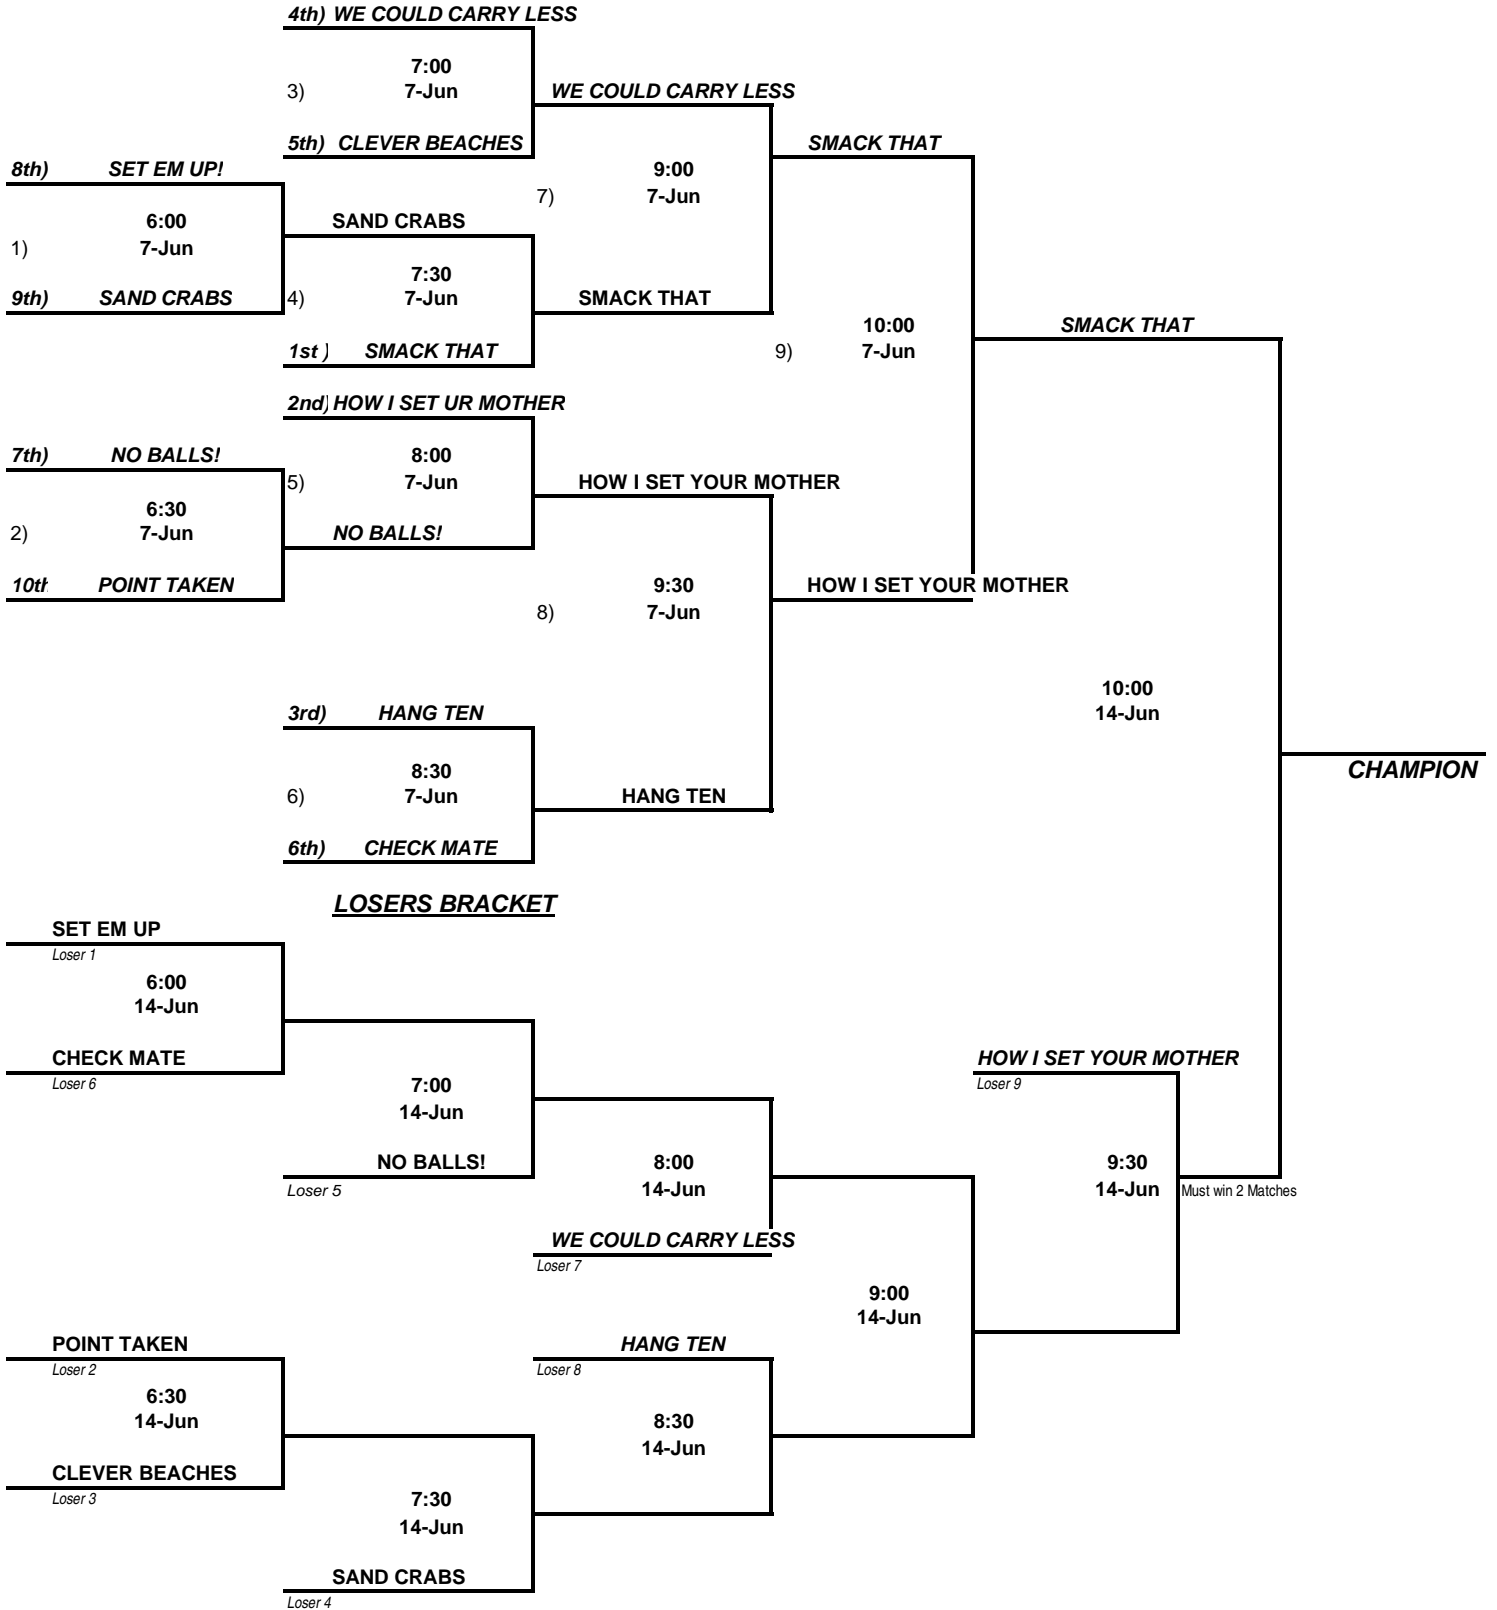 4th) WE COULD CARRY LESS
7:00
3) 7-Jun WE COULD CARRY LESS
5th) CLEVER BEACHES SMACK THAT
8th) SET EM UP! 9:00
7) 7-Jun
6:00 SAND CRABS
1) 7-Jun
7:30
9th) SAND CRABS 4) 7-Jun SMACK THAT
10:00 SMACK THAT
1st ) SMACK THAT 9) 7-Jun
2nd) HOW I SET UR MOTHER
7th) NO BALLS! 8:00
5) 7-Jun HOW I SET YOUR MOTHER
6:30
2) 7-Jun NO BALLS!
10th POINT TAKEN 9:30 HOW I SET YOUR MOTHER
8) 7-Jun
10:00
3rd) HANG TEN 14-Jun
8:30 CHAMPION
6) 7-Jun HANG TEN
6th) CHECK MATE
LOSERS BRACKET
SET EM UP
Loser 1
6:00
14-Jun
CHECK MATE HOW I SET YOUR MOTHER
Loser 6 7:00 Loser 9
14-Jun
NO BALLS! 8:00 9:30
Loser 5 14-Jun 14-Jun Must win 2 Matches
WE COULD CARRY LESS
Loser 7
9:00
14-Jun
POINT TAKEN HANG TEN
Loser 2 Loser 8
6:30
14-Jun 8:30
14-Jun
CLEVER BEACHES
Loser 3 7:30
14-Jun
SAND CRABS
Loser 4